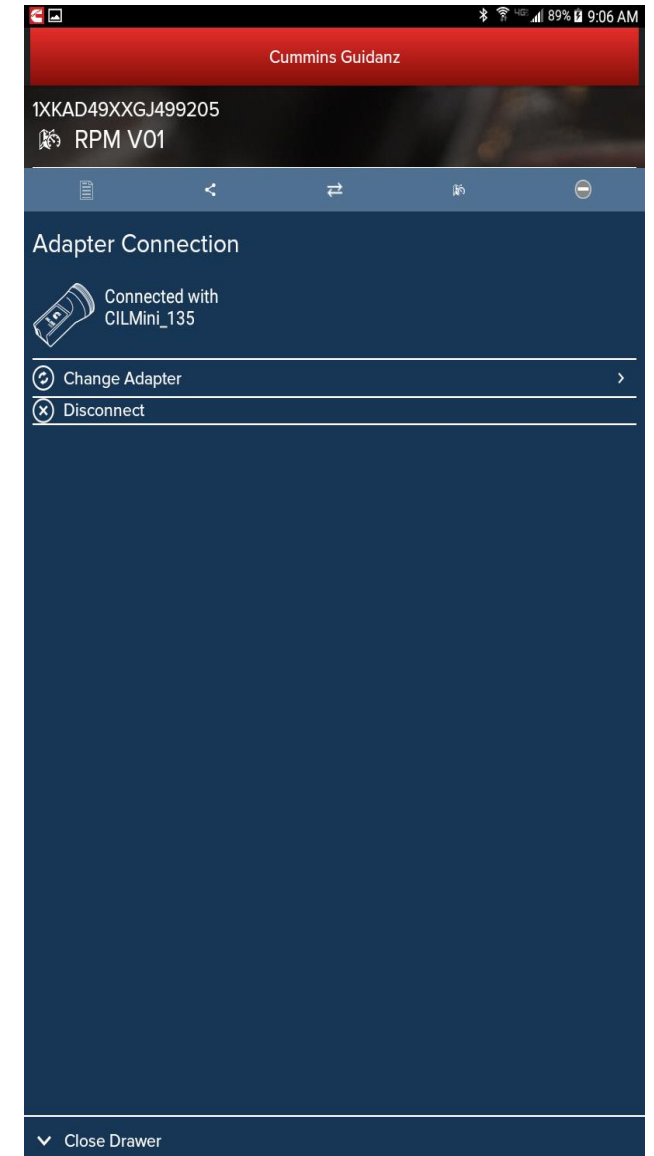 89% 9:06 AM
Cummins Guidanz
1XKAD49XXGJ499205
RPM V01
Adapter Connection
Connected with
CILMini_135
Change Adapter
Disconnect
Close Drawer